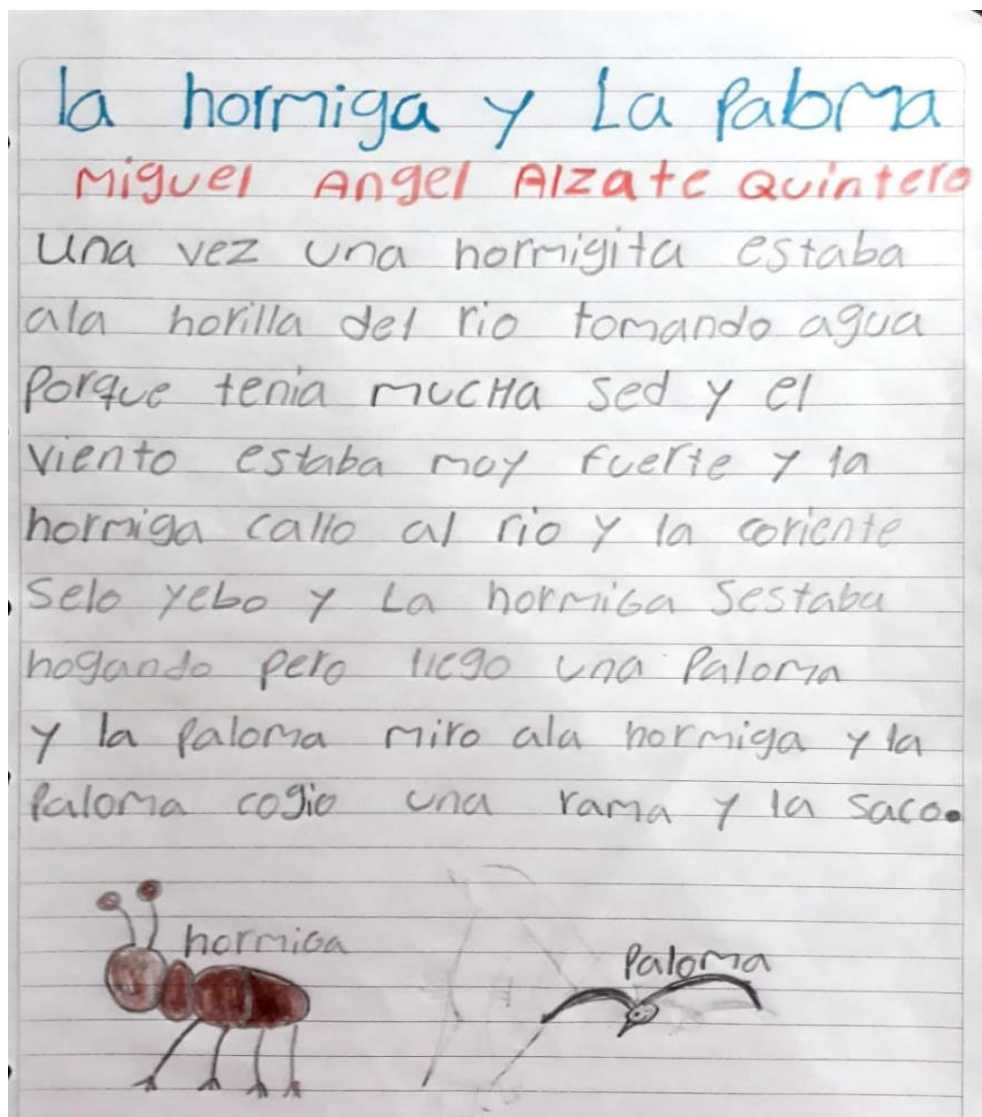 la hormiga y La Paloma
Miguel Angel Alzate Quintero
Una vez una hormigita estaba
ala horilla del rio tomando agua
Porque tenia mucHa sed y el
viento estaba moy fuerte y la
hormiga callo al rio y la coriente
Selo yebo y La hormiga Sestaba
hogando pero llego una Paloma
y la paloma miro ala hormiga y la
Paloma cogio una rama y la saco.
hormiga
Paloma